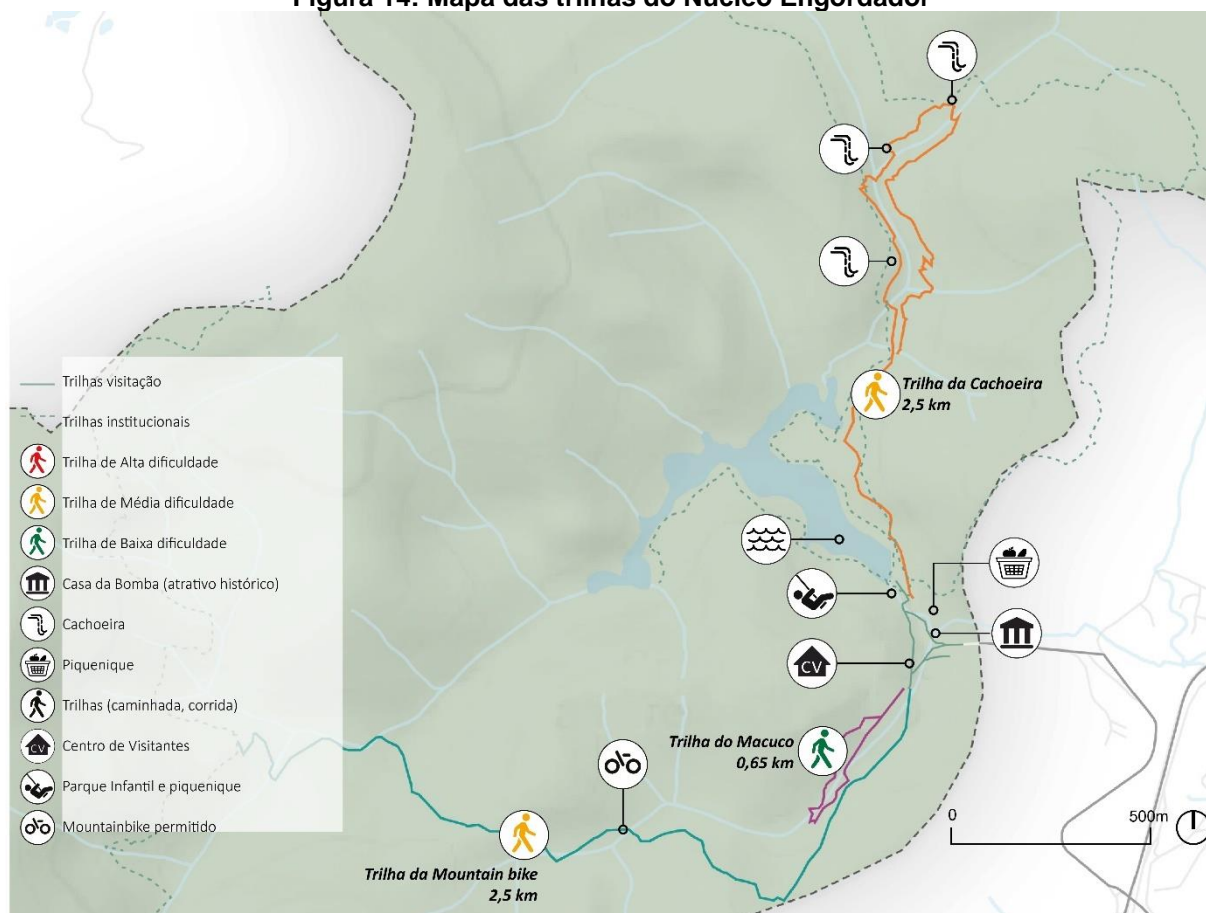 Figura 14: Mapa das trilhas do Núcleo Engordador
Trilha da Cachoeira
2,5 km
Trilhas visitação
Trilhas institucionais
Trilha de Alta dificuldade
Trilha de Média dificuldade
Trilha de Baixa dificuldade
Casa da Bomba (atrativo histórico)
Cachoeira
Piquenique
Trilhas (caminhada, corrida)
CV
Centro de Visitantes
Parque Infantil e piquenique
Mountainbike permitido
CV
Trilha do Macuco
0,65 km
Trilha da Mountain bike
2,5 km
0
500m